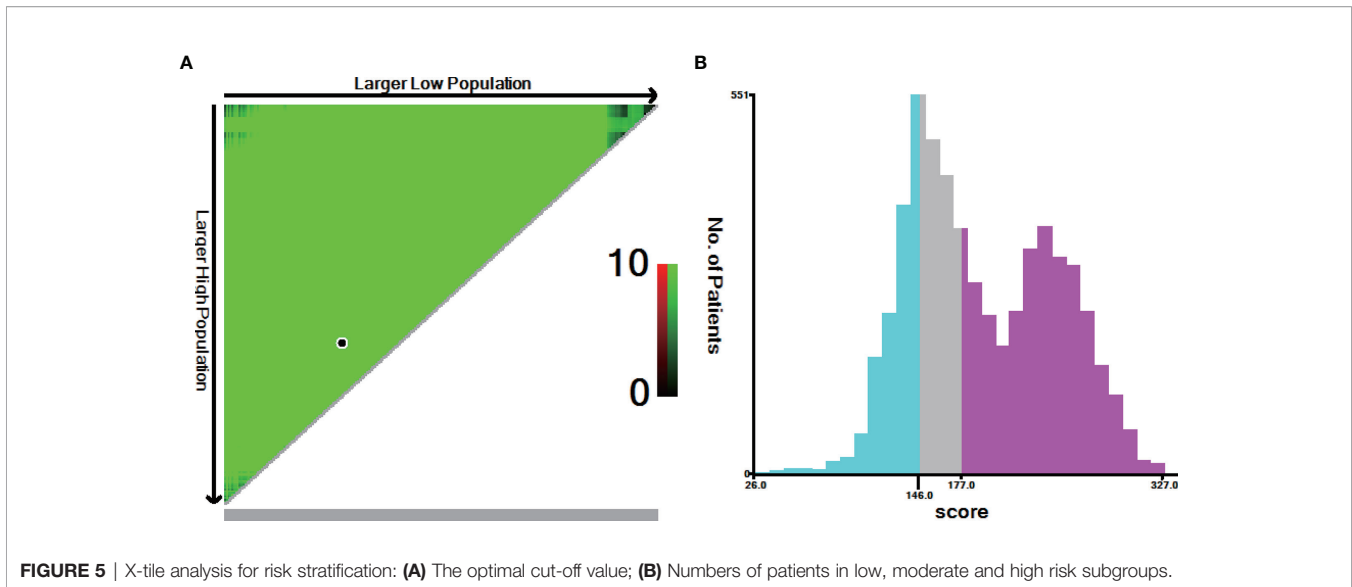 A
Larger Low Population
Larger High Population
10
0
B
551
No. of Patients
0
26.0
146.0
177.0
327.0
score
FIGURE 5 | X-tile analysis for risk stratification: (A) The optimal cut-off value; (B) Numbers of patients in low, moderate and high risk subgroups.